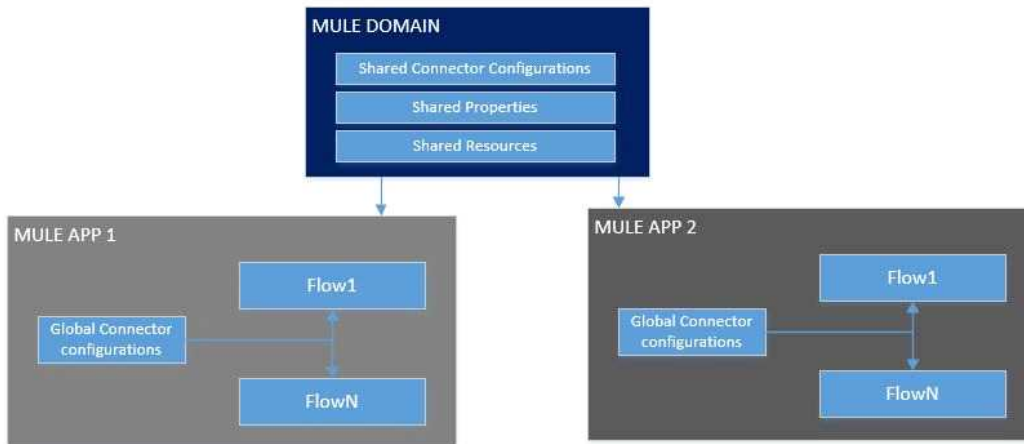 MULE DOMAIN
Shared Connector Configurations
Shared Properties
Shared Resources
MULE APP 1
Flow1
Global Connector
configurations
FlowN
MULE APP 2
Flow1
Global Connector
configurations
FlowN